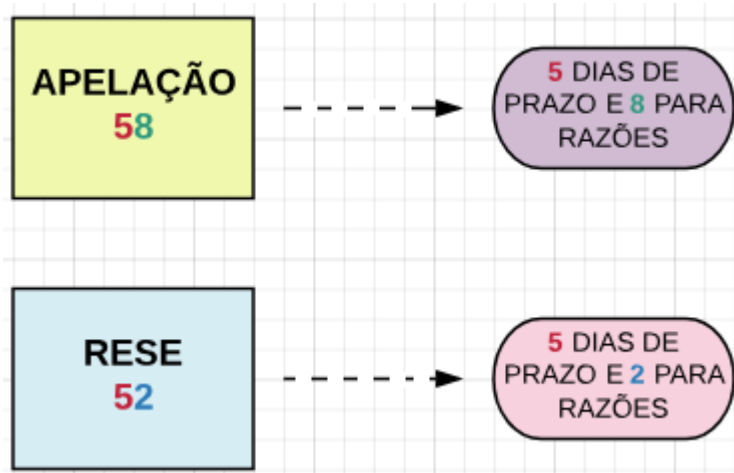 APELAÇÃO
58
5 DIAS DE
PRAZO E 8 PARA
RAZÕES
RESE
52
5 DIAS DE
PRAZO E 2 PARA
RAZÕES